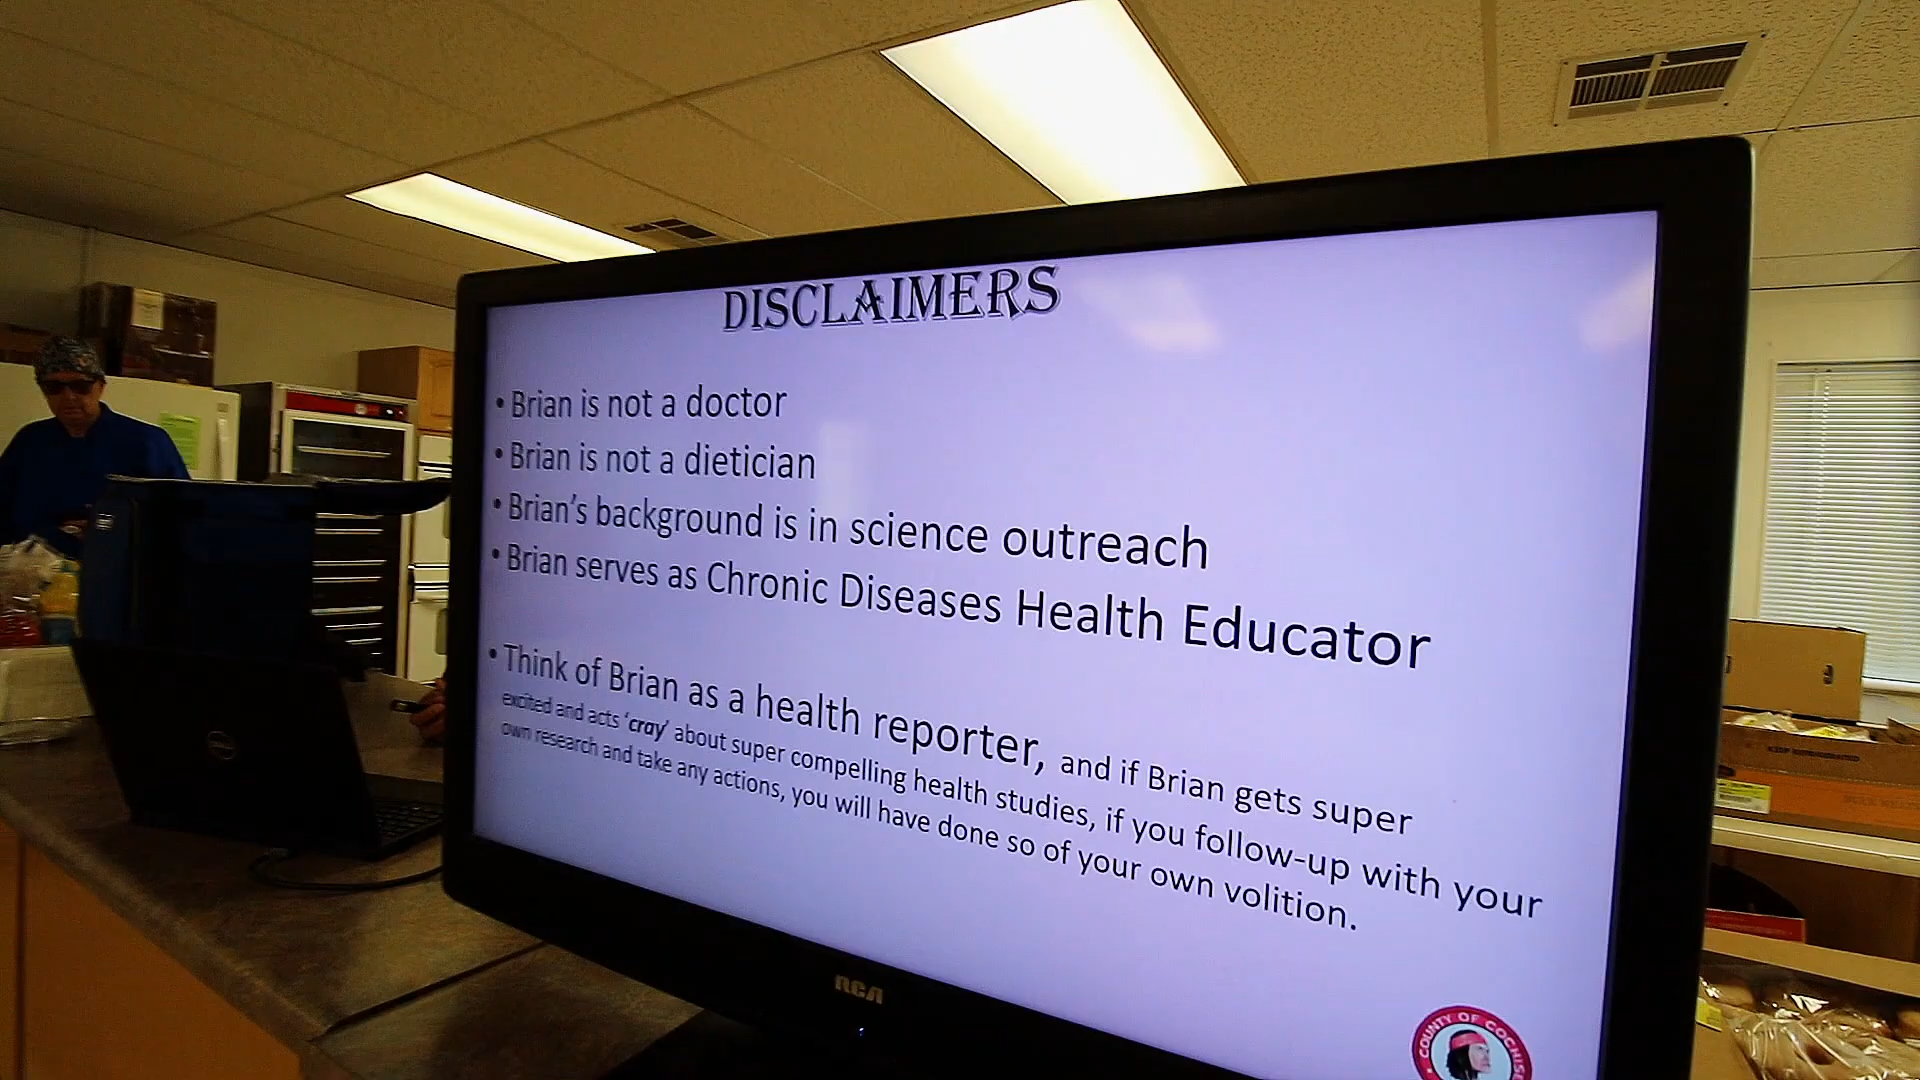 DISCLAIMERS
• Brian is not a doctor
• Brian is not a dietician
• Brian's background is in science outreach
• Brian serves as Chronic Diseases Health Educator
• Think of Brian as a health reporter, and if Brian gets super
excited and acts 'cray' about super compelling health studies, if you follow-up with your
own research and take any actions, you will have done so of your own volition.
RCA
COUNTY OF COCHISE